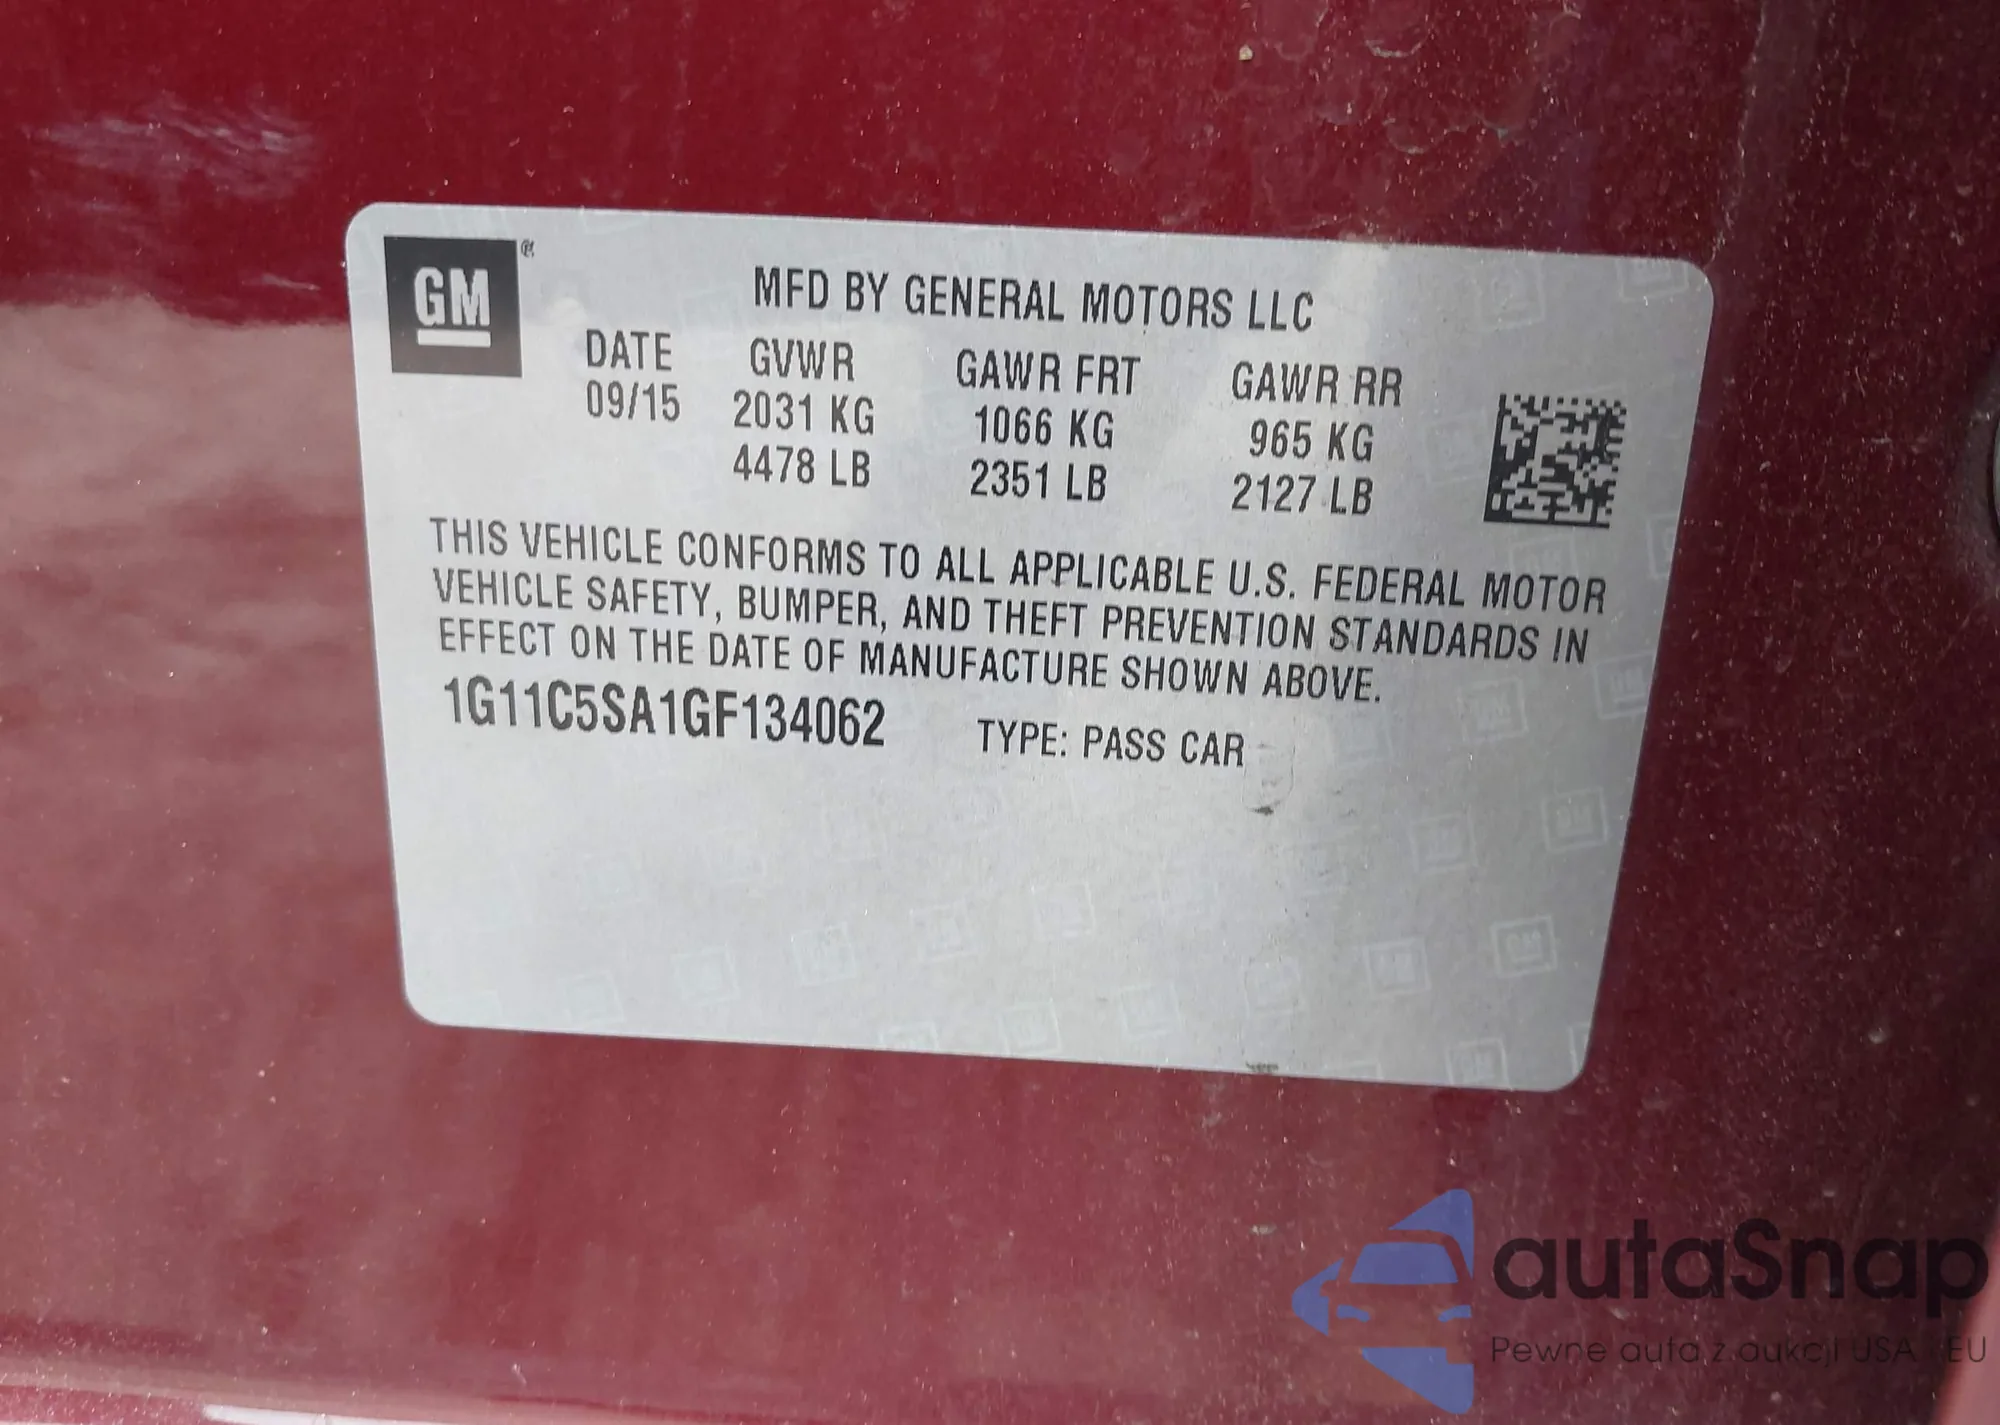 GM
MFD BY GENERAL MOTORS LLC
DATE GVWR GAWR FRT GAWR RR
09/15 2031 KG 1066 KG 965 KG
4478 LB 2351 LB 2127 LB
THIS VEHICLE CONFORMS TO ALL APPLICABLE U.S. FEDERAL MOTOR
VEHICLE SAFETY, BUMPER, AND THEFT PREVENTION STANDARDS IN
EFFECT ON THE DATE OF MANUFACTURE SHOWN ABOVE.
1G11C5SA1GF134062 TYPE: PASS CAR
autaSnap
Pewne auta z aukcji USA i EU